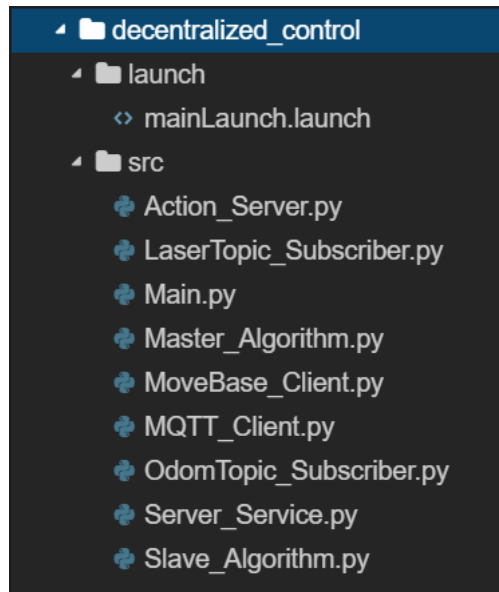 decentralized_control
launch
mainLaunch.launch
src
Action_Server.py
LaserTopic_Subscriber.py
Main.py
Master_Algorithm.py
MoveBase_Client.py
MQTT_Client.py
OdomTopic_Subscriber.py
Server_Service.py
Slave_Algorithm.py